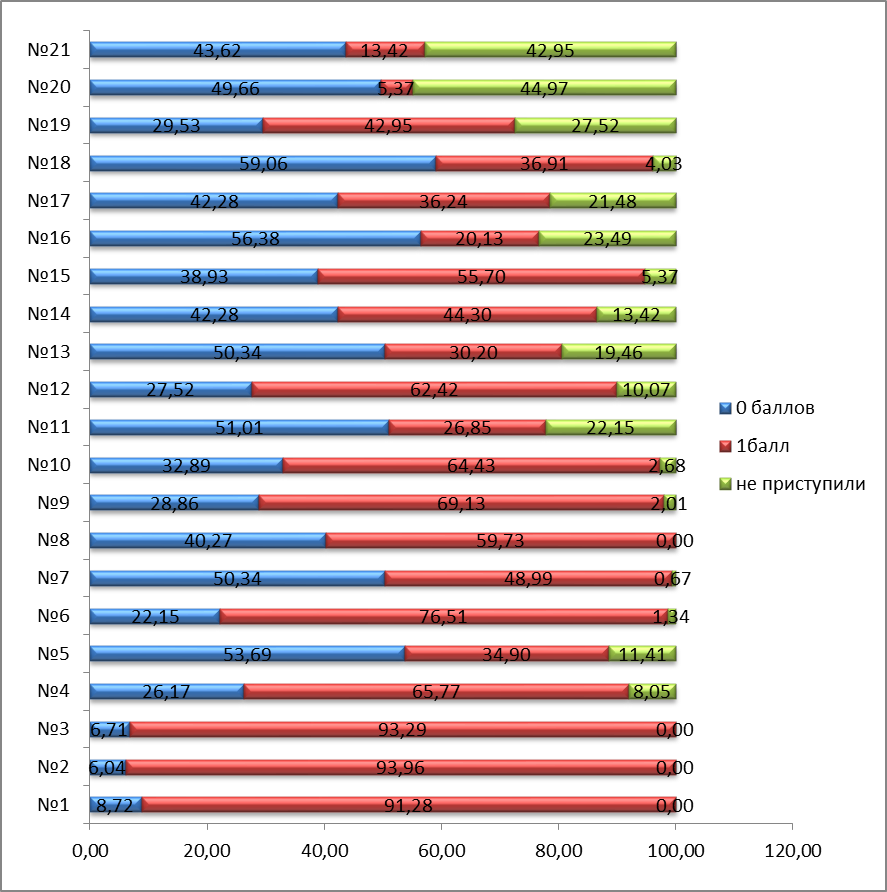 №21 43,62 13,42 42,95
№20 49,66 5,37 44,97
№19 29,53 42,95 27,52
№18 59,06 36,91 4,03
№17 42,28 36,24 21,48
№16 56,38 20,13 23,49
№15 38,93 55,70 5,37
№14 42,28 44,30 13,42
№13 50,34 30,20 19,46
№12 27,52 62,42 10,07
№11 51,01 26,85 22,15
№10 32,89 64,43 2,68
№9 28,86 69,13 2,01
№8 40,27 59,73 0,00
№7 50,34 48,99 0,67
№6 22,15 76,51 1,34
№5 53,69 34,90 11,41
№4 26,17 65,77 8,05
№3 6,71 93,29 0,00
№2 6,04 93,96 0,00
№1 8,72 91,28 0,00
0,00 20,00 40,00 60,00 80,00 100,00 120,00
0 баллов
1балл
не приступили